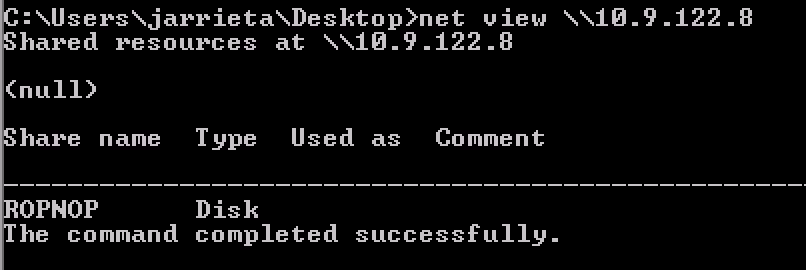 C:\Users\jarrieta\Desktop>net view \\10.9.122.8
Shared resources at \\10.9.122.8
(null)
Share name  Type  Used as  Comment
-------------------------------------------------------------------------------
ROPNOP      Disk
The command completed successfully.